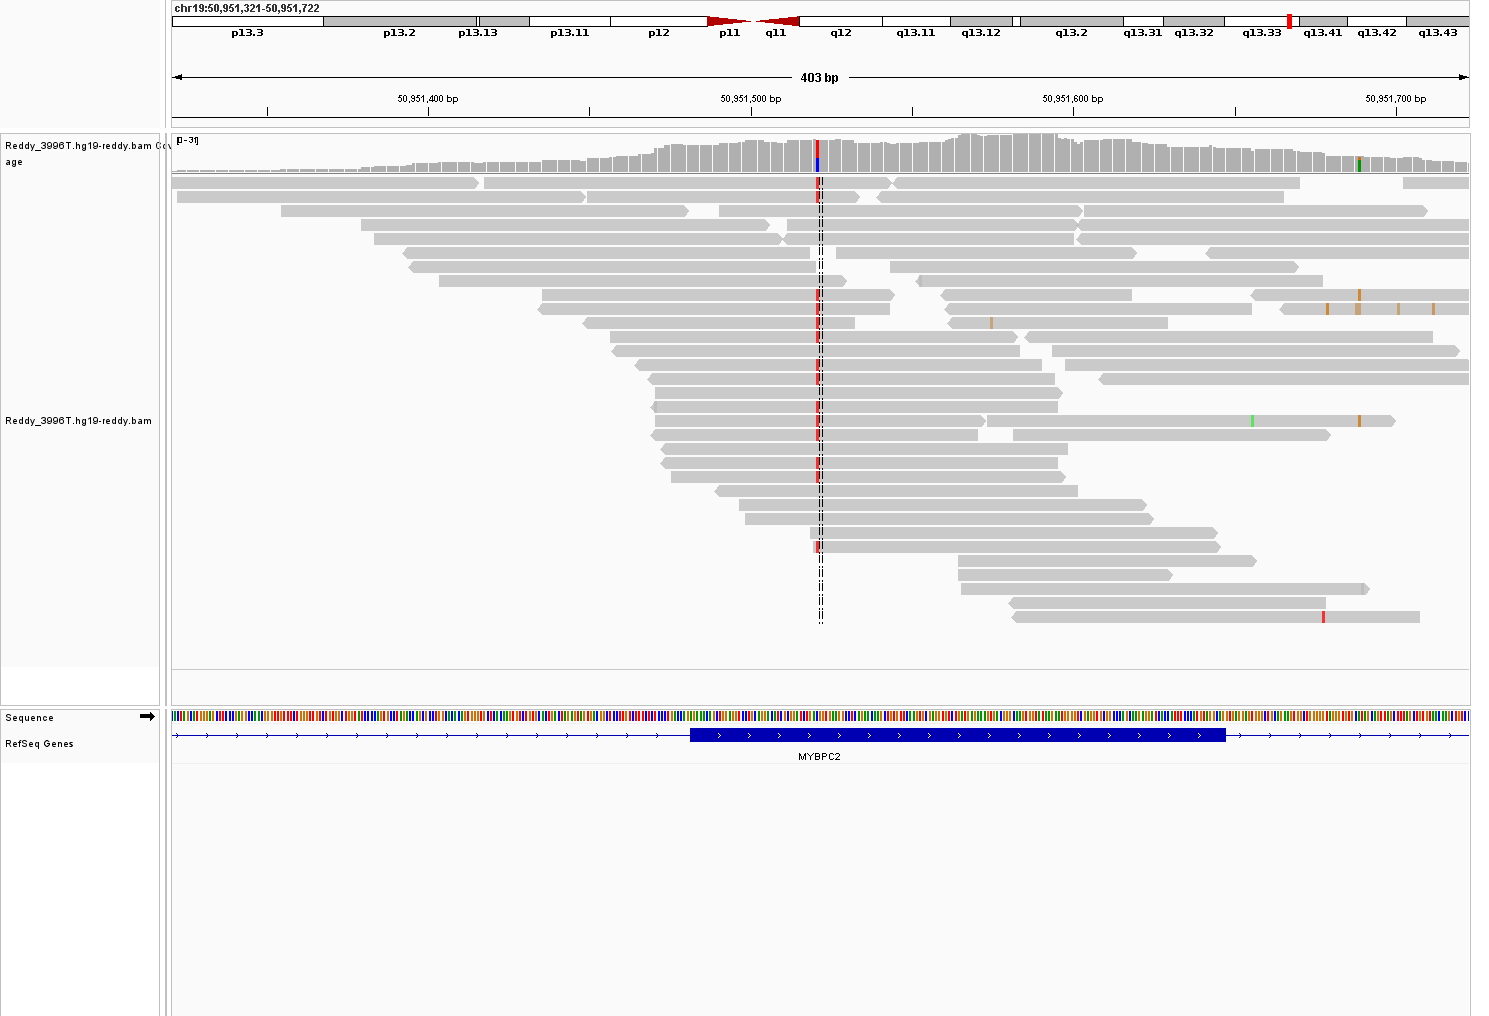 chr19:50,951,321-50,951,722
p13.3 p13.2 p13.13 p13.11 p12 p11 q11 q12 q13.11 q13.12 q13.2 q13.31 q13.32 q13.33 q13.41 q13.42 q13.43
403 bp
50,951,400 bp 50,951,500 bp 50,951,600 bp 50,951,700 bp
Reddy_3996T.hg19-reddy.bam Cov
age
[0-31]
Reddy_3996T.hg19-reddy.bam
Sequence
RefSeq Genes
MYBPC2